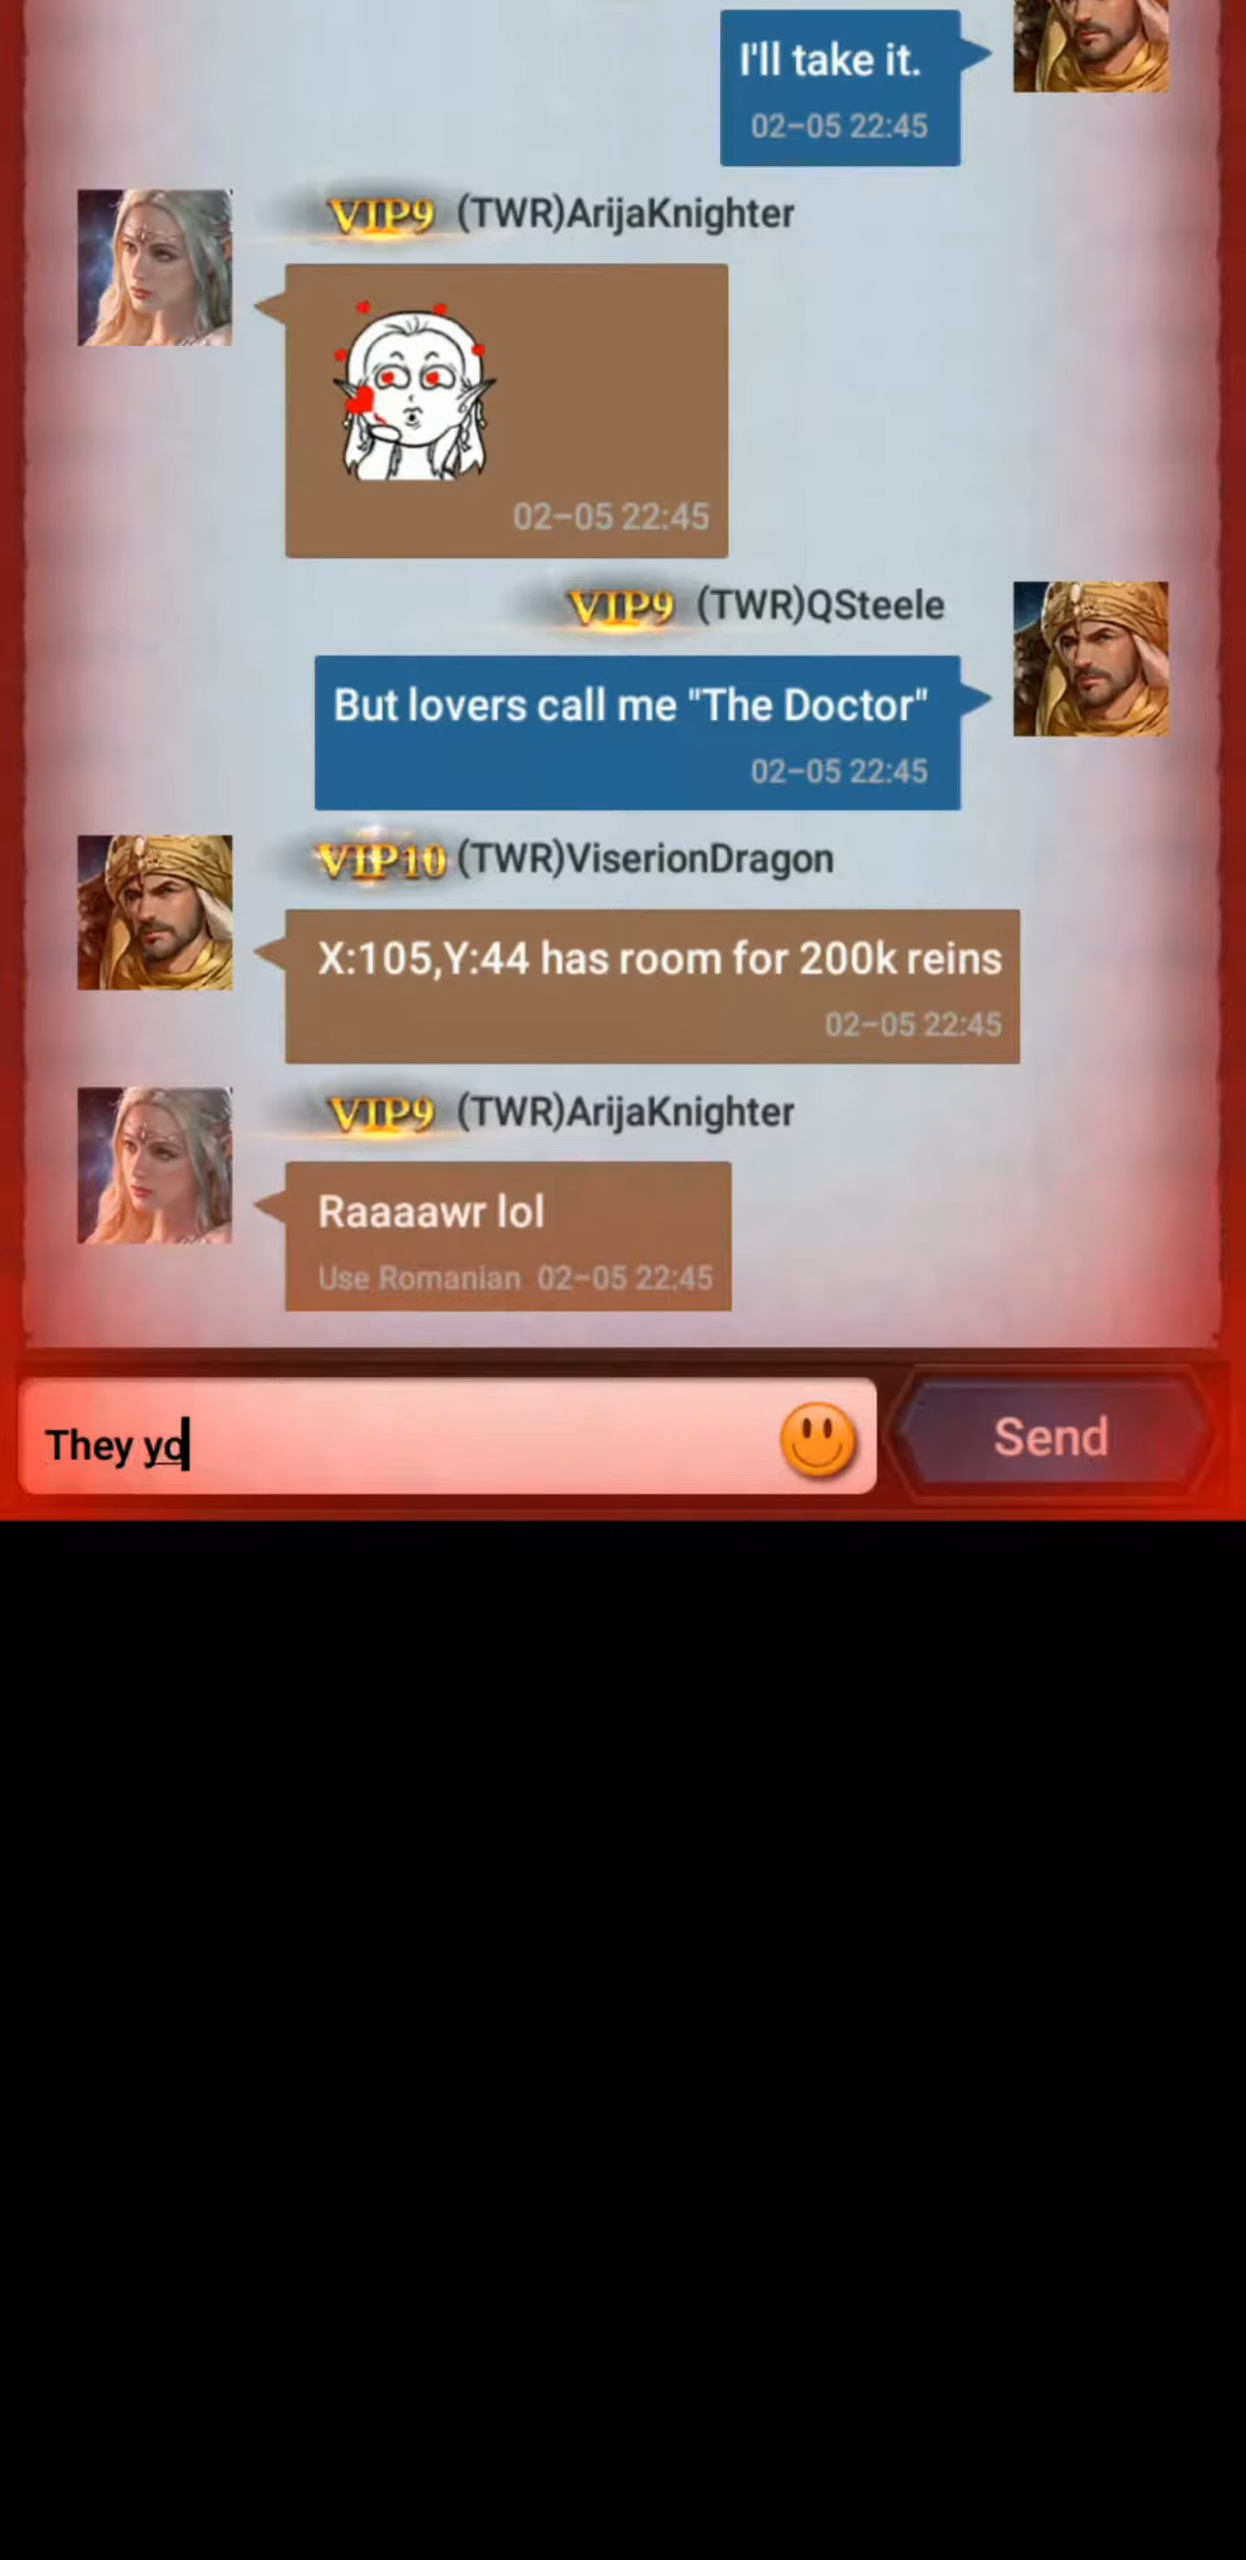 I'll take it.
02-05 22:45
VIP9 (TWR)ArijaKnighter
02-05 22:45
VIP9 (TWR)QSteele
But lovers call me "The Doctor"
02-05 22:45
VIP10 (TWR)ViserionDragon
X:105,Y:44 has room for 200k reins
02-05 22:45
VIP9 (TWR)ArijaKnighter
Raaaawr lol
Use Romanian 02-05 22:45
They yo
Send